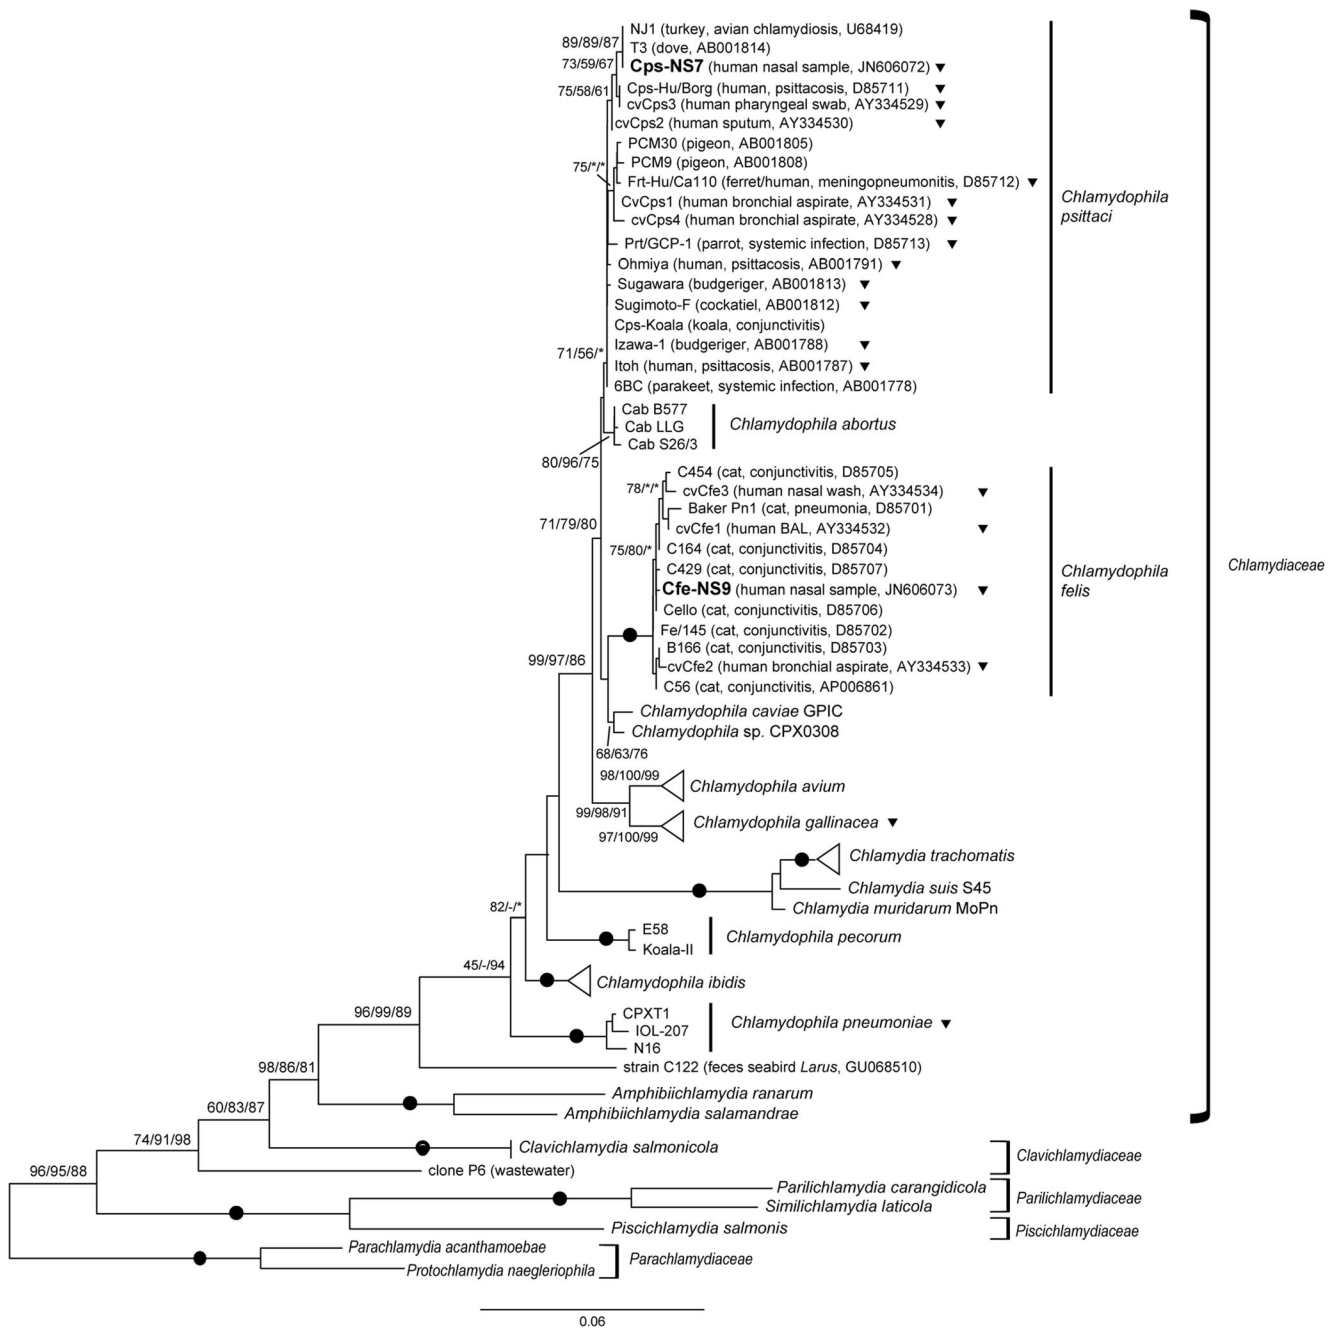 NJ1 (turkey, avian chlamydiosis, U68419)
89/89/87
T3 (dove, AB001814)
73/59/67
Cps-NS7 (human nasal sample, JN606072) ▼
75/58/61
Cps-Hu/Borg (human, psittacosis, D85711) ▼
cvCps3 (human pharyngeal swab, AY334529) ▼
cvCps2 (human sputum, AY334530) ▼
PCM30 (pigeon, AB001805)
75/*/*
PCM9 (pigeon, AB001808)
Frt-Hu/Ca110 (ferret/human, meningopneumonitis, D85712) ▼
CvCps1 (human bronchial aspirate, AY334531) ▼
cvCps4 (human bronchial aspirate, AY334528) ▼
Chlamydophila
psittaci
Prt/GCP-1 (parrot, systemic infection, D85713) ▼
Ohmiya (human, psittacosis, AB001791) ▼
Sugawara (budgeriger, AB001813) ▼
Sugimoto-F (cockatiel, AB001812) ▼
Cps-Koala (koala, conjunctivitis)
Izawa-1 (budgeriger, AB001788) ▼
71/56/*
Itoh (human, psittacosis, AB001787) ▼
6BC (parakeet, systemic infection, AB001778)
Cab B577
Cab LLG
Cab S26/3
Chlamydophila abortus
80/96/75
C454 (cat, conjunctivitis, D85705)
78/*/*
cvCfe3 (human nasal wash, AY334534) ▼
Baker Pn1 (cat, pneumonia, D85701)
71/79/80
cvCfe1 (human BAL, AY334532) ▼
75/80/*
C164 (cat, conjunctivitis, D85704)
C429 (cat, conjunctivitis, D85707)
Cfe-NS9 (human nasal sample, JN606073) ▼
Chlamydophila
felis
Chlamydiaceae
Cello (cat, conjunctivitis, D85706)
Fe/145 (cat, conjunctivitis, D85702)
B166 (cat, conjunctivitis, D85703)
99/97/86
cvCfe2 (human bronchial aspirate, AY334533) ▼
C56 (cat, conjunctivitis, AP006861)
Chlamydophila caviae GPIC
Chlamydophila sp. CPX0308
68/63/76
98/100/99
Chlamydophila avium
99/98/91
Chlamydophila gallinacea ▼
97/100/99
Chlamydia trachomatis
Chlamydia suis S45
Chlamydia muridarum MoPn
82/-/*
E58
Koala-II
Chlamydophila pecorum
45/-/94
Chlamydophila ibidis
96/99/89
CPXT1
IOL-207
N16
Chlamydophila pneumoniae ▼
98/86/81
strain C122 (feces seabird Larus, GU068510)
Amphibiichlamydia ranarum
60/83/87
Amphibiichlamydia salamandrae
74/91/98
Clavichlamydia salmonicola
Clavichlamydiaceae
96/95/88
clone P6 (wastewater)
Parilichlamydia carangidicola
Similichlamydia laticola
Parilichlamydiaceae
Piscichlamydia salmonis
Piscichlamydiaceae
Parachlamydia acanthamoebae
Protochlamydia naegleriophila
Parachlamydiaceae
0.06